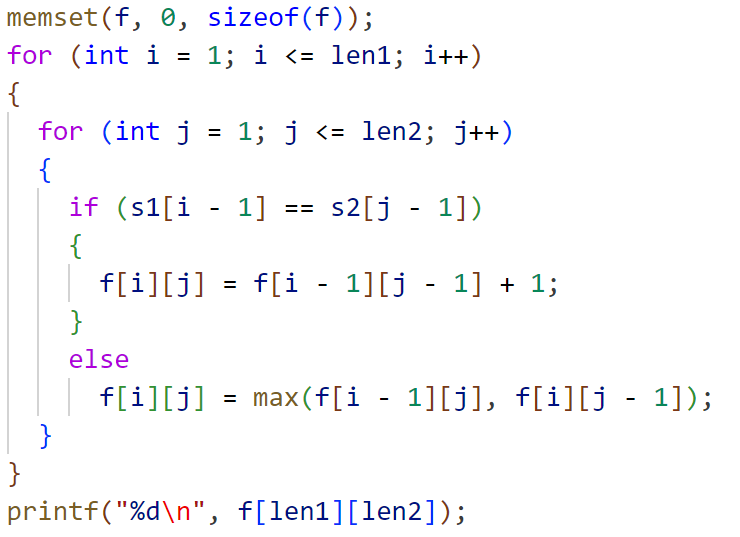 memset(f, 0, sizeof(f));
for (int i = 1; i <= len1; i++)
{
  for (int j = 1; j <= len2; j++)
  {
    if (s1[i - 1] == s2[j - 1])
    {
      f[i][j] = f[i - 1][j - 1] + 1;
    }
    else
      f[i][j] = max(f[i - 1][j], f[i][j - 1]);
  }
}
printf("%d\n", f[len1][len2]);